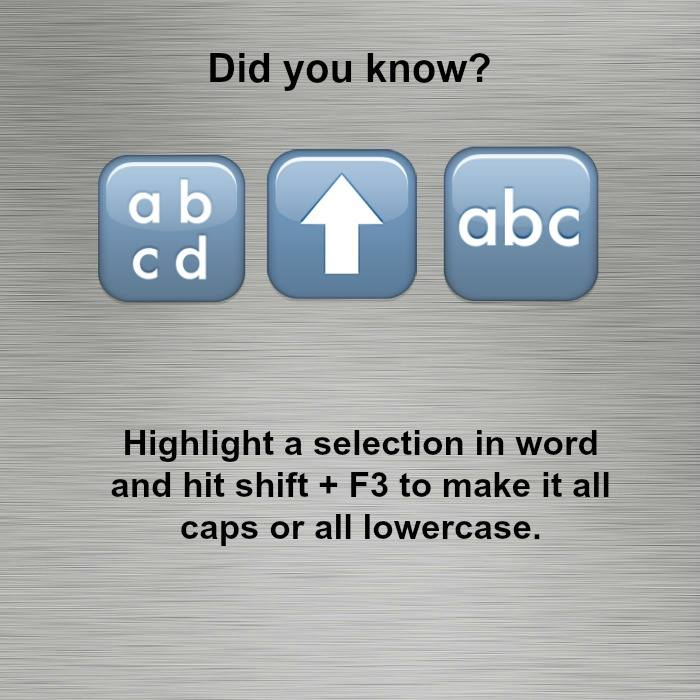 Did you know?
a b
c d
abc
Highlight a selection in word
and hit shift + F3 to make it all
caps or all lowercase.